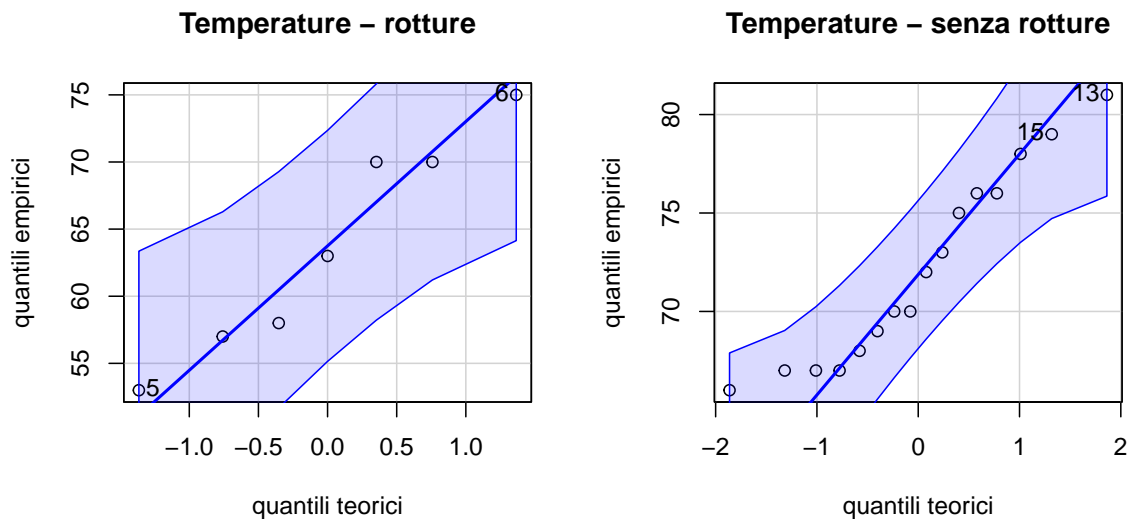 Temperature – rotture
75
70
65
60
55
6
5
−1.0 −0.5 0.0 0.5 1.0
quantili teorici
quantili empirici
Temperature – senza rotture
80
75
70
13
15
−2 −1 0 1 2
quantili teorici
quantili empirici